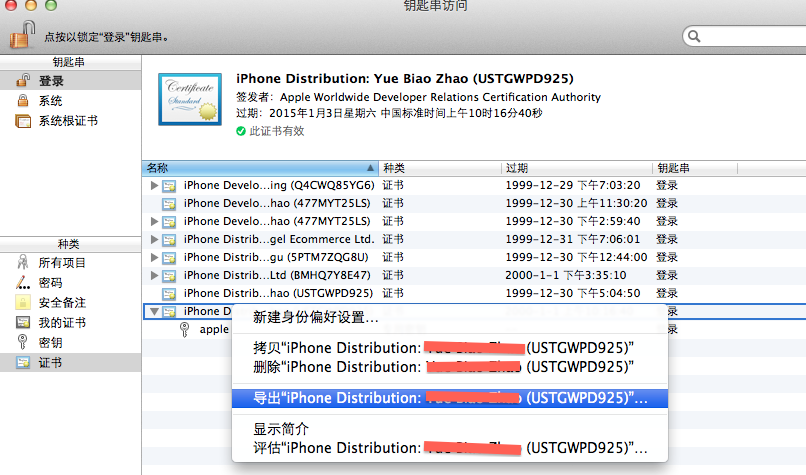 钥匙串访问
点按以锁定“登录”钥匙串。
钥匙串
登录
系统
系统根证书
iPhone Distribution: Yue Biao Zhao (USTGWPD925)
签发者：Apple Worldwide Developer Relations Certification Authority
过期：2015年1月3日星期六 中国标准时间上午10时16分40秒
此证书有效
名称 种类 过期 钥匙串
iPhone Develo...ing (Q4CWQ85YG6) 证书 1999-12-29 下午7:03:20 登录
iPhone Develo...hao (477MYT25LS) 证书 1999-12-30 上午11:30:20 登录
iPhone Develo...hao (477MYT25LS) 证书 1999-12-30 下午2:59:40 登录
iPhone Distrib...gel Ecommerce Ltd. 证书 1999-12-31 下午7:06:01 登录
iPhone Distrib...gu (5PTM7ZQG8U) 证书 1999-12-30 下午12:44:00 登录
iPhone Distrib...Ltd (BMHQ7Y8E47) 证书 2000-1-1 下午3:35:10 登录
iPhone Distrib...hao (USTGWPD925) 证书 1999-12-30 下午5:04:50 登录
iPhone D 录
apple 录
种类
所有项目
密码
安全备注
我的证书
密钥
证书
新建身份偏好设置...
拷贝“iPhone Distribution: (USTGWPD925)”
删除“iPhone Distribution: (USTGWPD925)”
导出“iPhone Distribution: (USTGWPD925)”...
显示简介
评估“iPhone Distribution: (USTGWPD925)”...